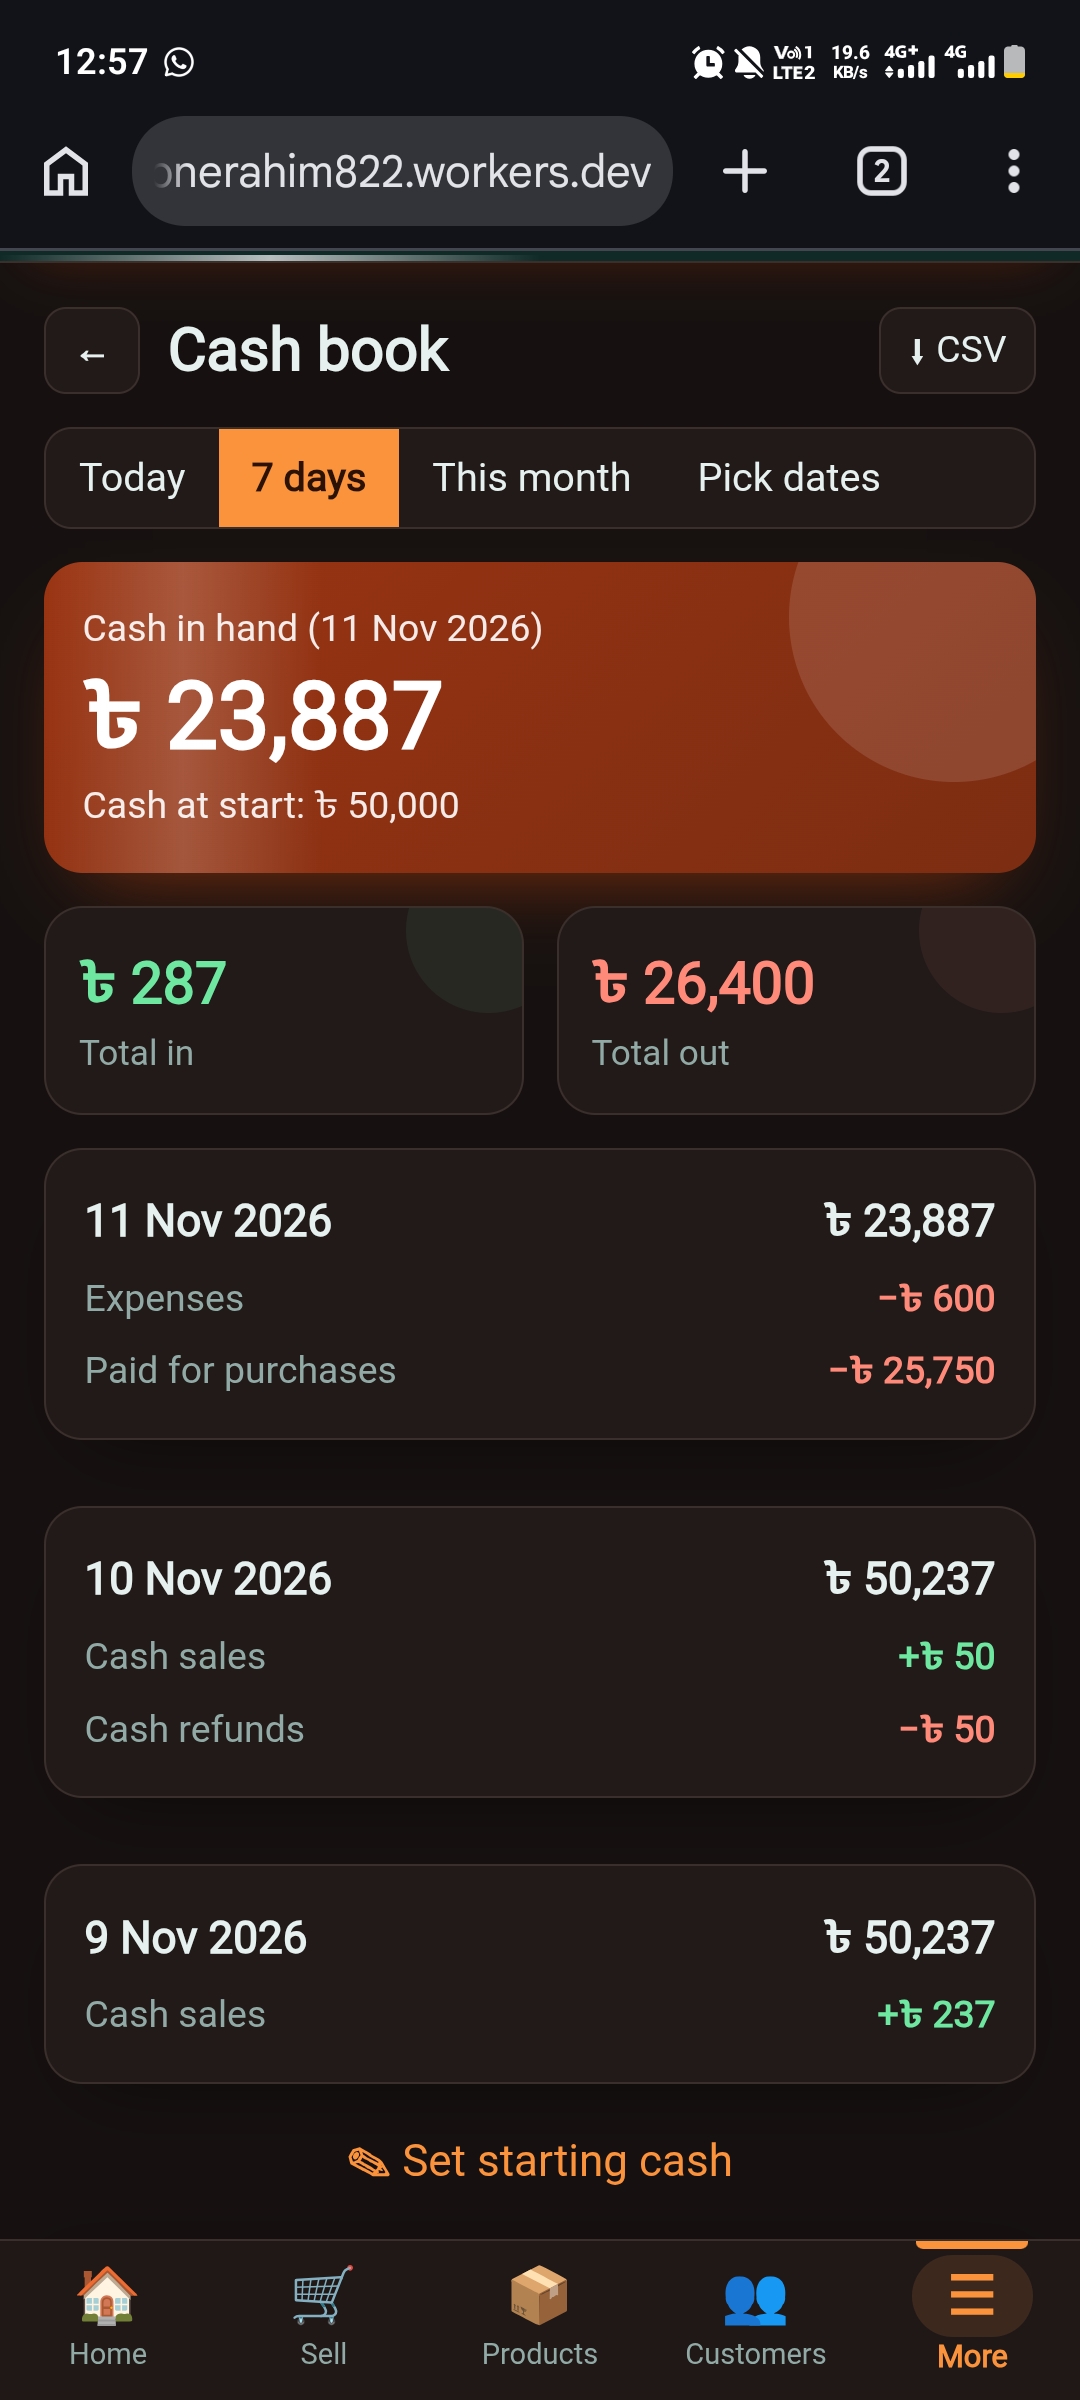 12:57
Vo)) 1
LTE2
19.6
KB/s
4G+
4G
nerahim822.workers.dev
2
← Cash book
↓ CSV
Today
7 days
This month
Pick dates
Cash in hand (11 Nov 2026)
৳ 23,887
Cash at start: ৳ 50,000
৳ 287
Total in
৳ 26,400
Total out
11 Nov 2026 ৳ 23,887
Expenses −৳ 600
Paid for purchases −৳ 25,750
10 Nov 2026 ৳ 50,237
Cash sales +৳ 50
Cash refunds −৳ 50
9 Nov 2026 ৳ 50,237
Cash sales +৳ 237
✎ Set starting cash
Home
Sell
Products
Customers
More